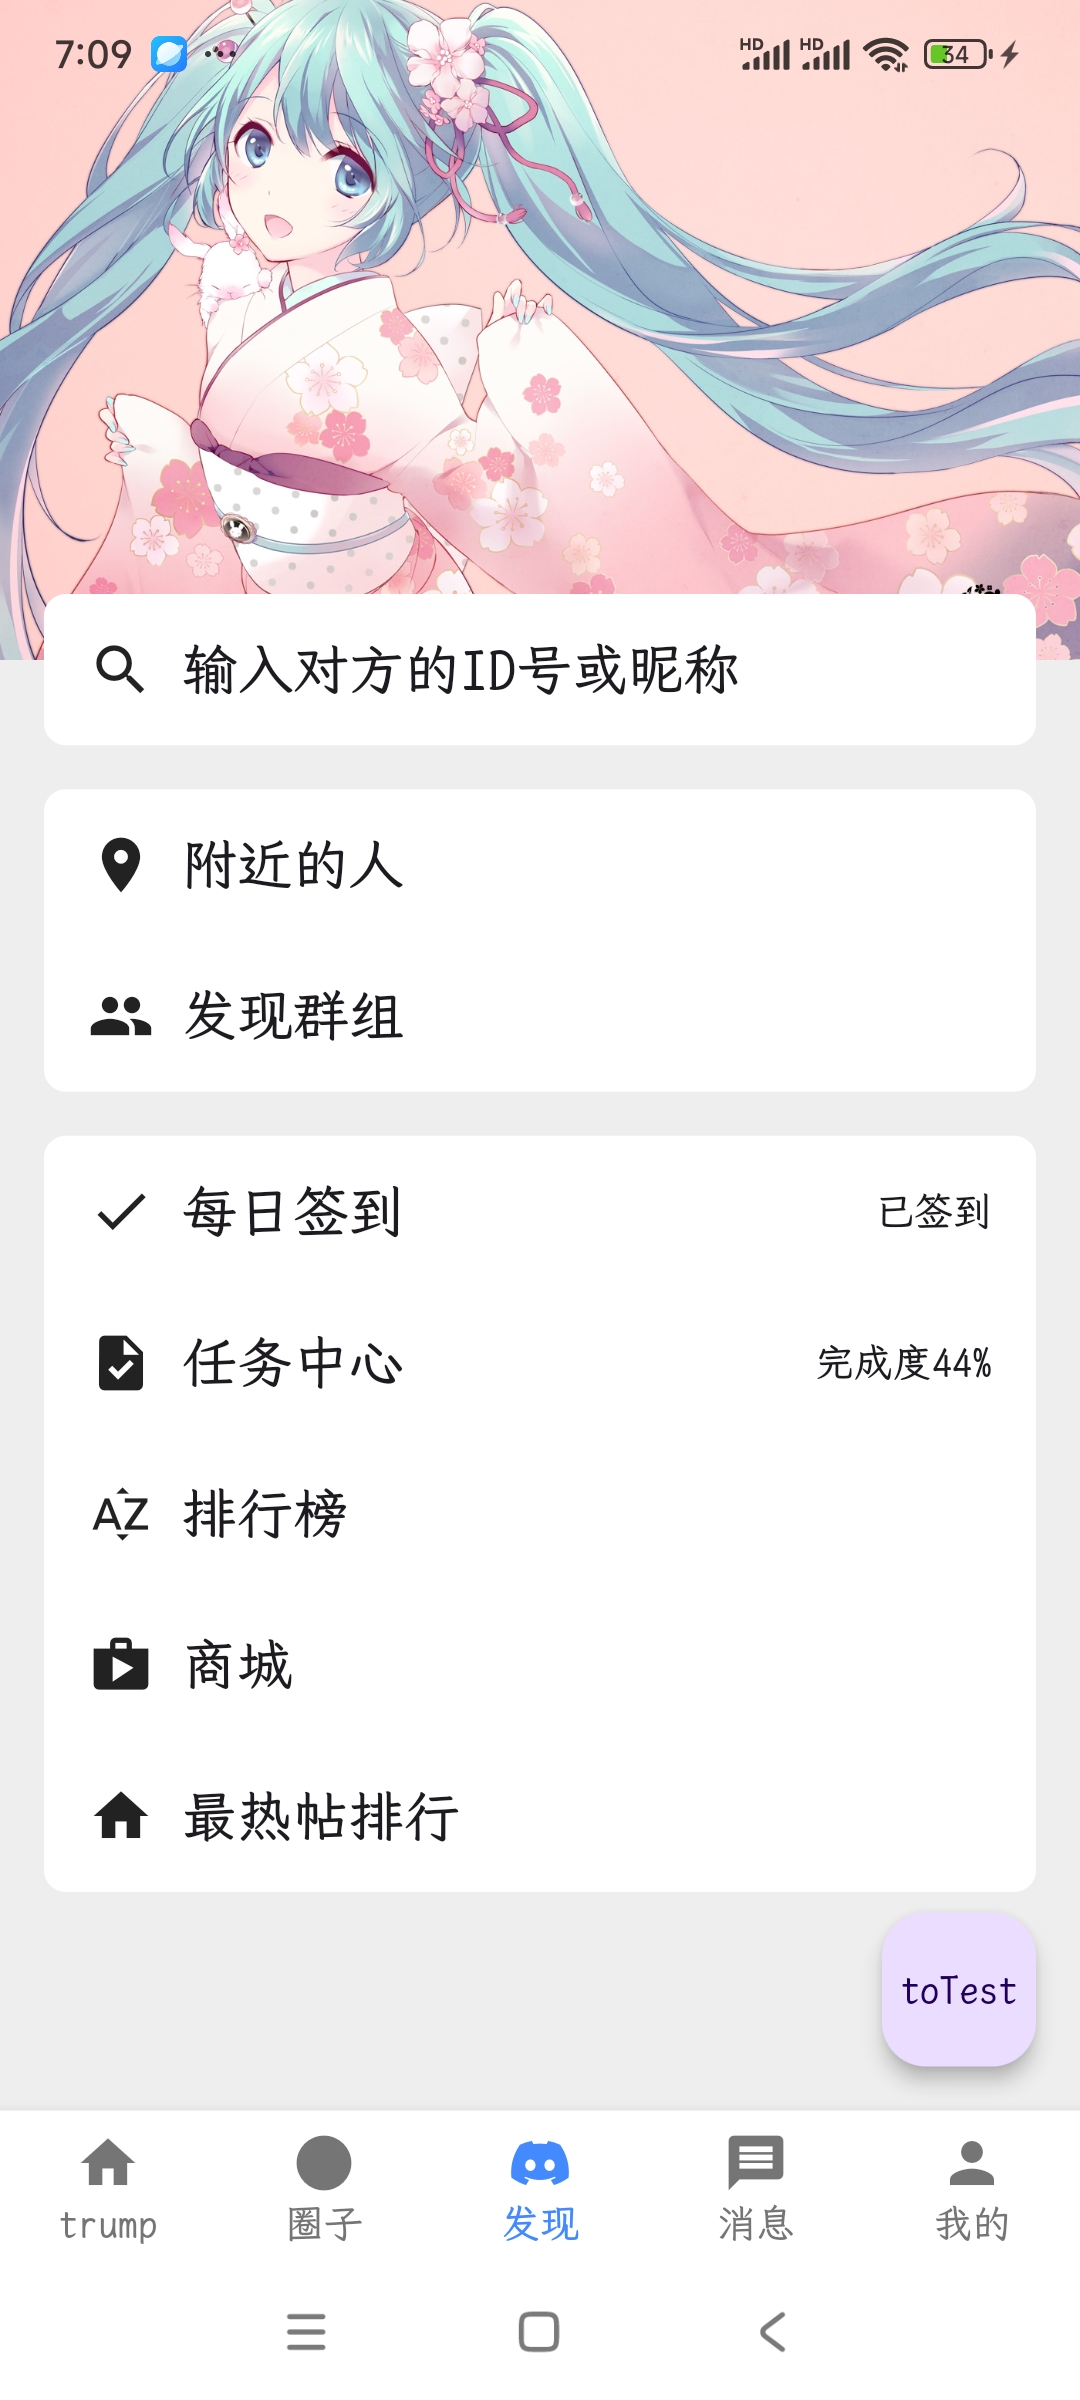 7:09
HD HD 34
输入对方的ID号或昵称
附近的人
发现群组
每日签到 已签到
任务中心 完成度44%
AZ 排行榜
商城
最热帖排行
toTest
trump 圈子 发现 消息 我的